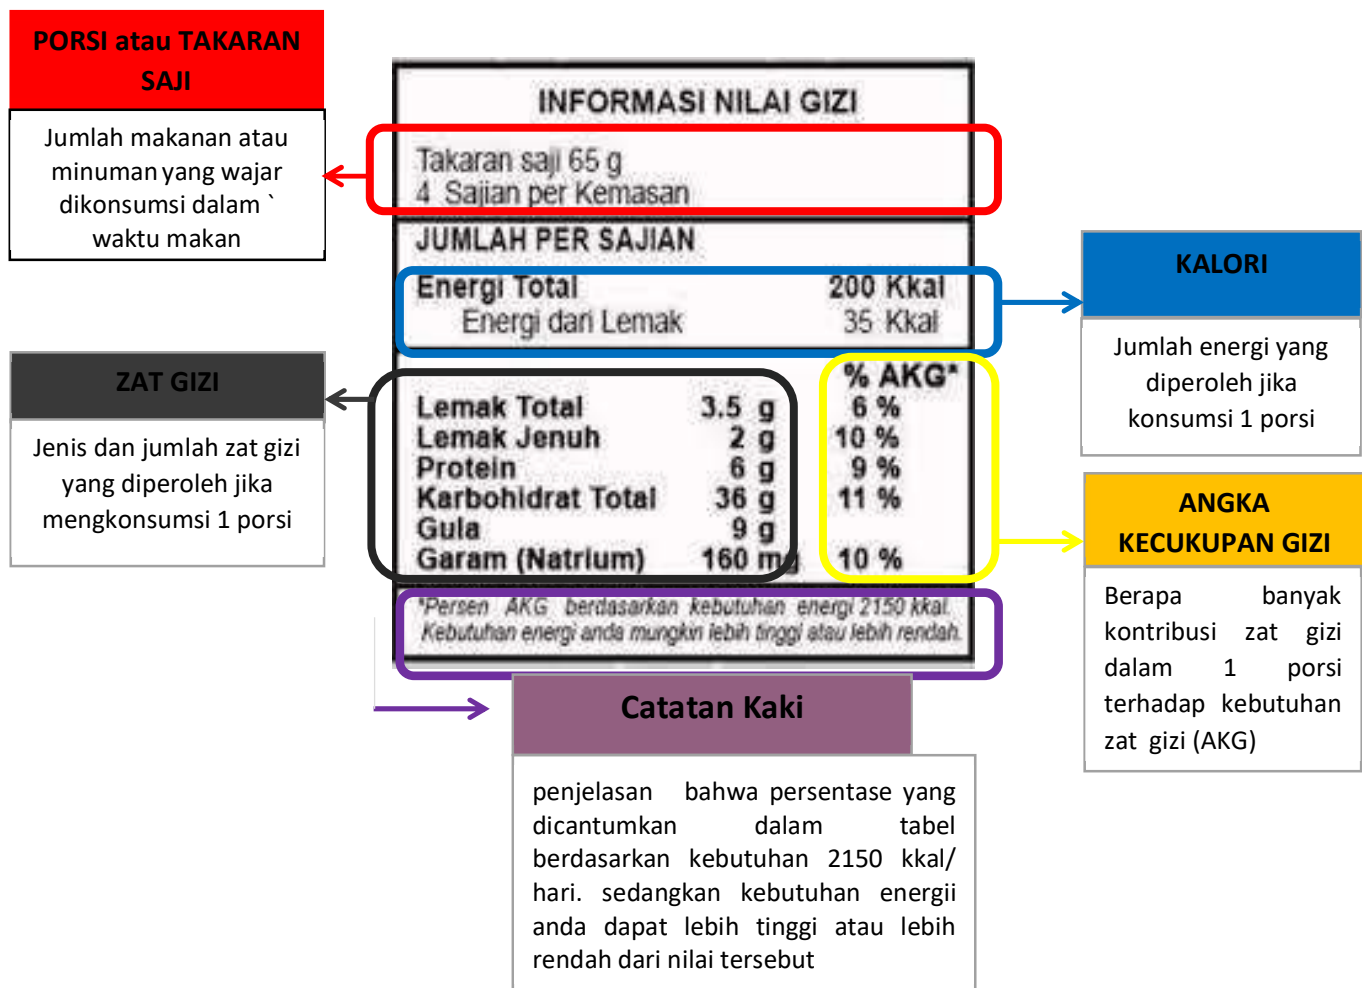 PORSI atau TAKARAN
SAJI
Jumlah makanan atau
minuman yang wajar
dikonsumsi dalam `
waktu makan
INFORMASI NILAI GIZI
Takaran saji 65 g
4 Sajian per Kemasan
JUMLAH PER SAJIAN
Energi Total 200 Kkal
Energi dari Lemak 35 Kkal
% AKG*
Lemak Total 3.5 g 6 %
Lemak Jenuh 2 g 10 %
Protein 6 g 9 %
Karbohidrat Total 36 g 11 %
Gula 9 g
Garam (Natrium) 160 mg 10 %
*Persen AKG berdasarkan kebutuhan energi 2150 kkal.
Kebutuhan energi anda mungkin lebih tinggi atau lebih rendah.
KALORI
Jumlah energi yang
diperoleh jika
konsumsi 1 porsi
ZAT GIZI
Jenis dan jumlah zat gizi
yang diperoleh jika
mengkonsumsi 1 porsi
ANGKA
KECUKUPAN GIZI
Berapa banyak
kontribusi zat gizi
dalam 1 porsi
terhadap kebutuhan
zat gizi (AKG)
Catatan Kaki
penjelasan bahwa persentase yang
dicantumkan dalam tabel
berdasarkan kebutuhan 2150 kkal/
hari. sedangkan kebutuhan energii
anda dapat lebih tinggi atau lebih
rendah dari nilai tersebut